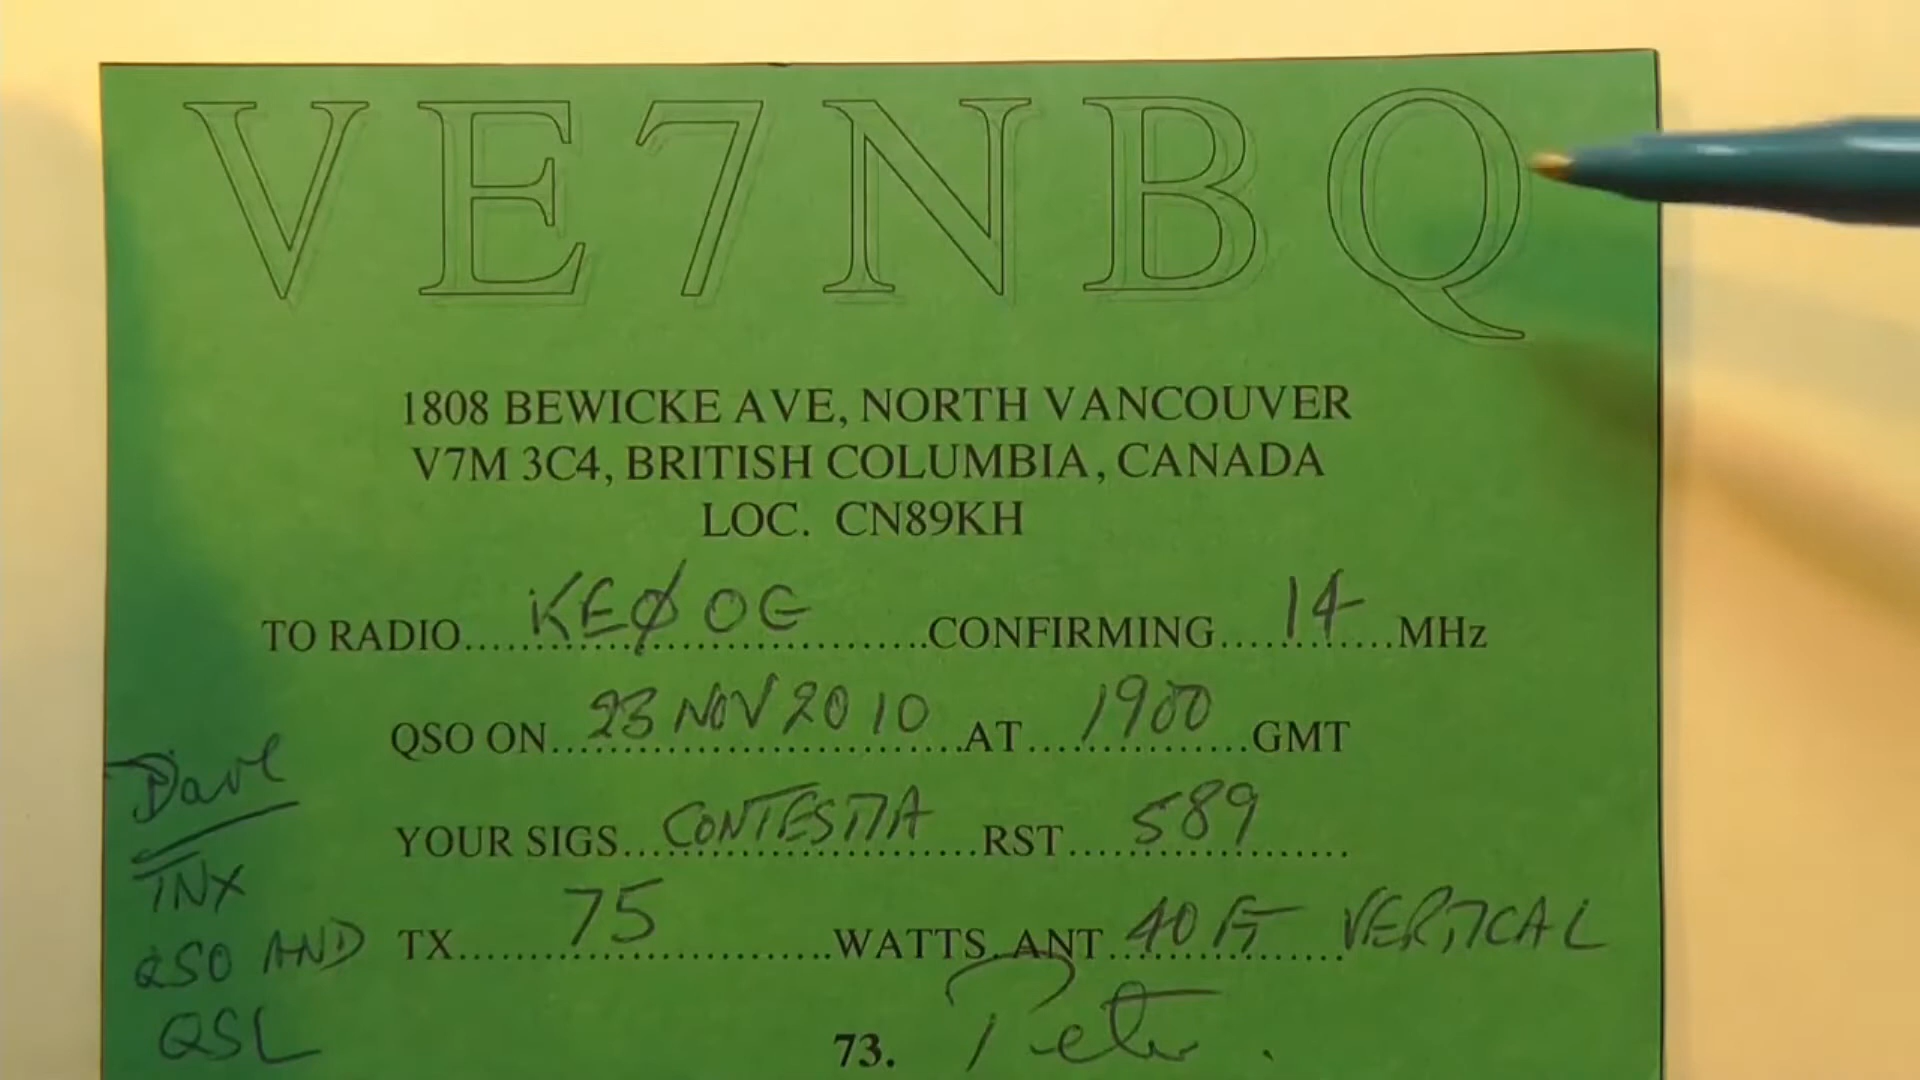 VE7NBQ
1808 BEWICKE AVE, NORTH VANCOUVER
V7M 3C4, BRITISH COLUMBIA, CANADA
LOC. CN89KH
TO RADIO....KEØOG....CONFIRMING....14....MHz
QSO ON....23 NOV 2010....AT....1900....GMT
YOUR SIGS....CONTESTIA....RST....589....
TX....75....WATTS. ANT....40 FT VERTICAL
73. Peter.
Dave
TNX
QSO AND
QSL